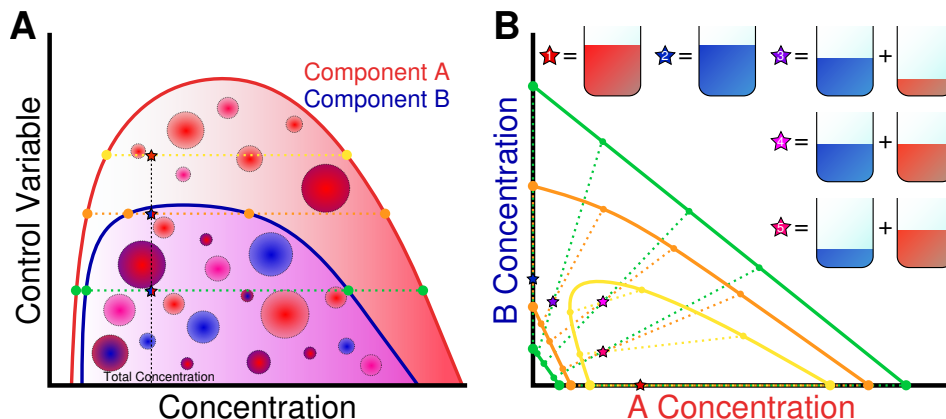 A
Control Variable
Component A
Component B
Total Concentration
Concentration
B
1 =
2 =
3 = +
4 = +
5 = +
B Concentration
A Concentration